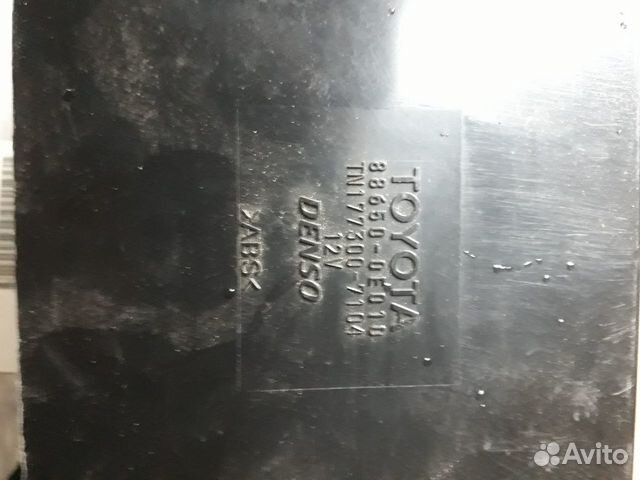 TOYOTA
88650-0E010
TN177300-7104
12V
DENSO
>ABS<
Avito